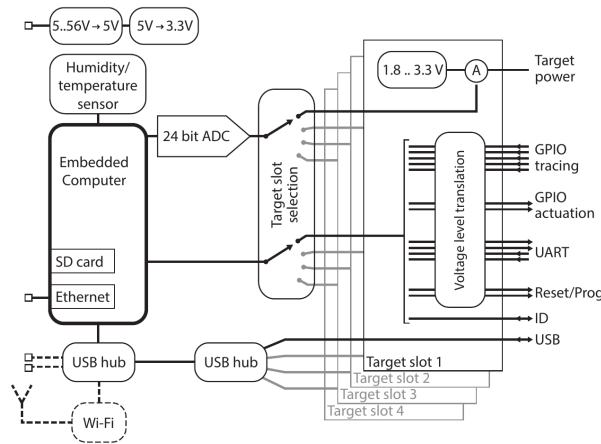 5..56V→5V
5V→3.3V
Humidity/
temperature
sensor
Embedded
Computer
SD card
Ethernet
24 bit ADC
Target slot
selection
1.8 .. 3.3 V
A
Target
power
Voltage level translation
GPIO
tracing
GPIO
actuation
UART
Reset/Prog
ID
USB
USB hub
USB hub
Wi-Fi
Target slot 1
Target slot 2
Target slot 3
Target slot 4